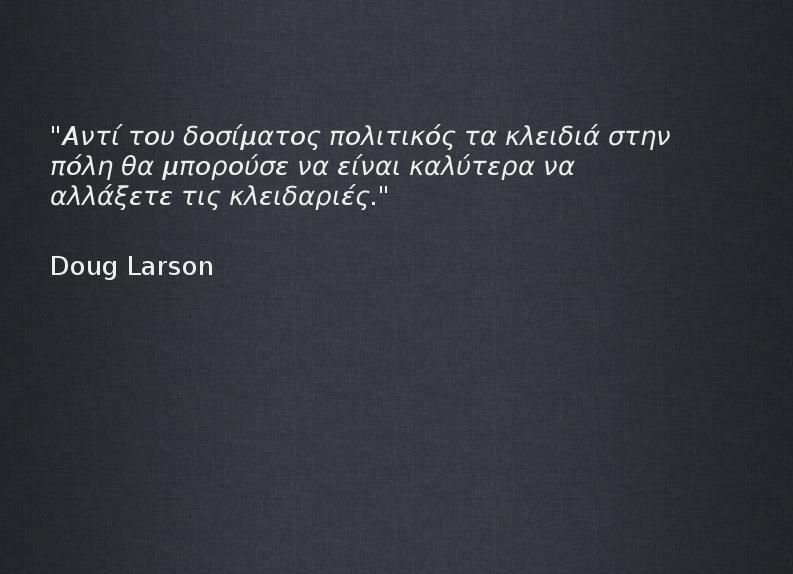 "Αντί του δοσίματος πολιτικός τα κλειδιά στην
πόλη θα μπορούσε να είναι καλύτερα να
αλλάξετε τις κλειδαριές."
Doug Larson